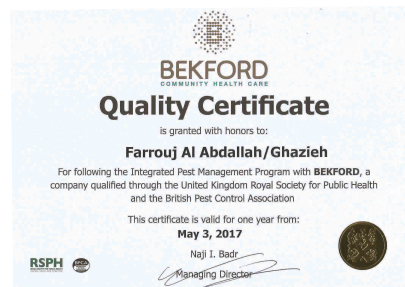 BEKFORD
COMMUNITY HEALTH CARE
Quality Certificate
is granted with honors to:
Farrouj Al Abdallah/Ghazieh
For following the Integrated Pest Management Program with BEKFORD, a
company qualified through the United Kingdom Royal Society for Public Health
and the British Pest Control Association
This certificate is valid for one year from:
May 3, 2017
Naji I. Badr
Managing Director
RSPH